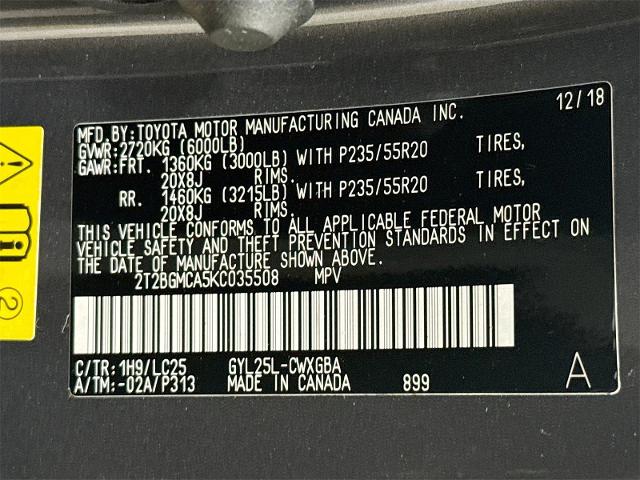 12/18
MFD. BY: TOYOTA MOTOR MANUFACTURING CANADA INC.
GVWR: 2720KG (6000LB)
GAWR: FRT. 1360KG (3000LB) WITH P235/55R20 TIRES,
20X8J RIMS.
RR. 1460KG (3215LB) WITH P235/55R20 TIRES,
20X8J RIMS.
THIS VEHICLE CONFORMS TO ALL APPLICABLE FEDERAL MOTOR
VEHICLE SAFETY AND THEFT PREVENTION STANDARDS IN EFFECT ON
THE DATE OF MANUFACTURE SHOWN ABOVE.
2T2BGMCA5KC035508 MPV
C/TR: 1H9/LC25 GYL25L-CWXGBA
A/TM: -02A/P313 MADE IN CANADA 899 A
2